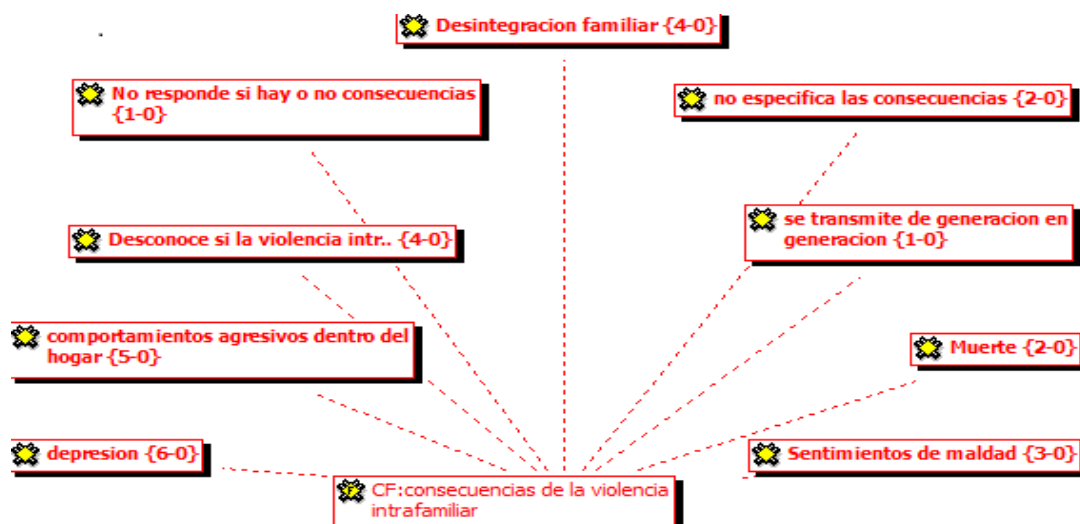 Desintegracion familiar {4-0}
No responde si hay o no consecuencias
{1-0}
no especifica las consecuencias {2-0}
se transmite de generacion en
generacion {1-0}
Desconoce si la violencia intr.. {4-0}
comportamientos agresivos dentro del
hogar {5-0}
Muerte {2-0}
depresion {6-0}
Sentimientos de maldad {3-0}
CF:consecuencias de la violencia
intrafamiliar